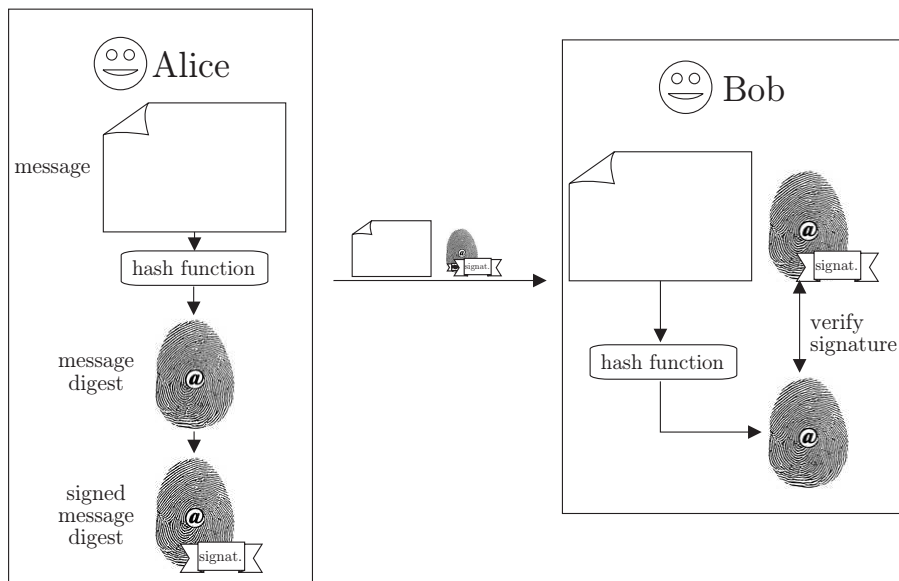 Alice
message
hash function
message
digest
@
signed
message
digest
@
signat.
@
signat.
Bob
@
signat.
verify
signature
hash function
@